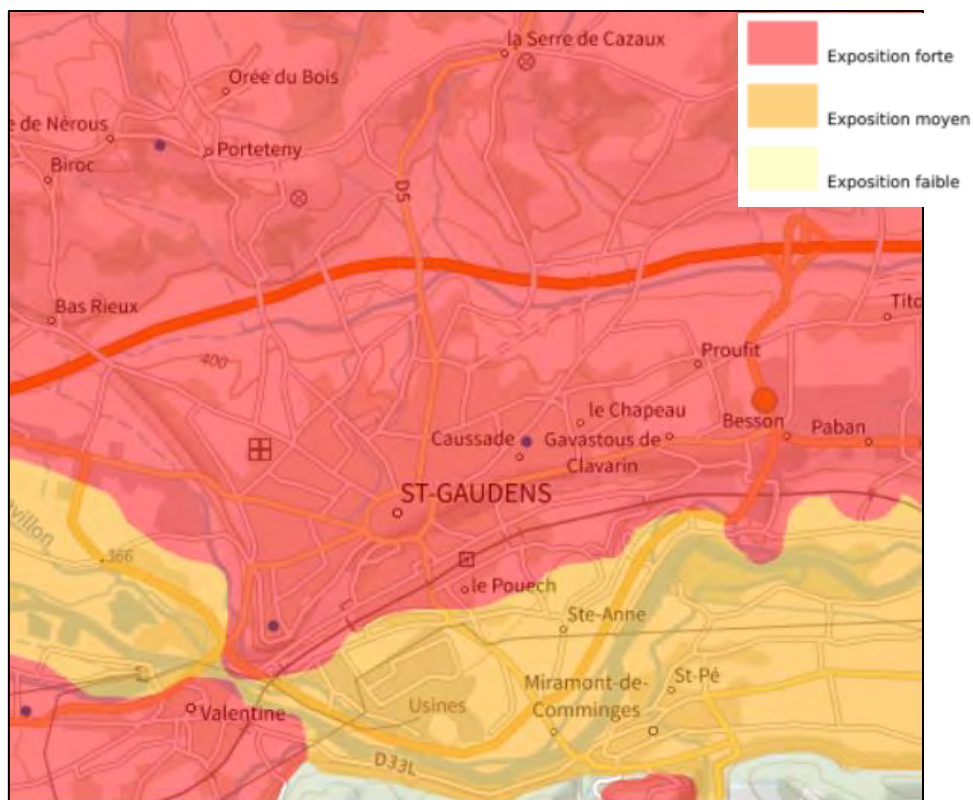 la Serre de Cazaux
Exposition forte
Orée du Bois
Exposition moyen
e de Nérous
Porteteny
Biroc
Exposition faible
D5
Bas Rieux
Titc
400
Proufit
le Chapeau
Caussade
Gavastous de
Clavarin
Besson
Paban
ST-GAUDENS
villon
366
le Pouech
Ste-Anne
St-Pé
Miramont-de-
Comminges
Usines
Valentine
D33L